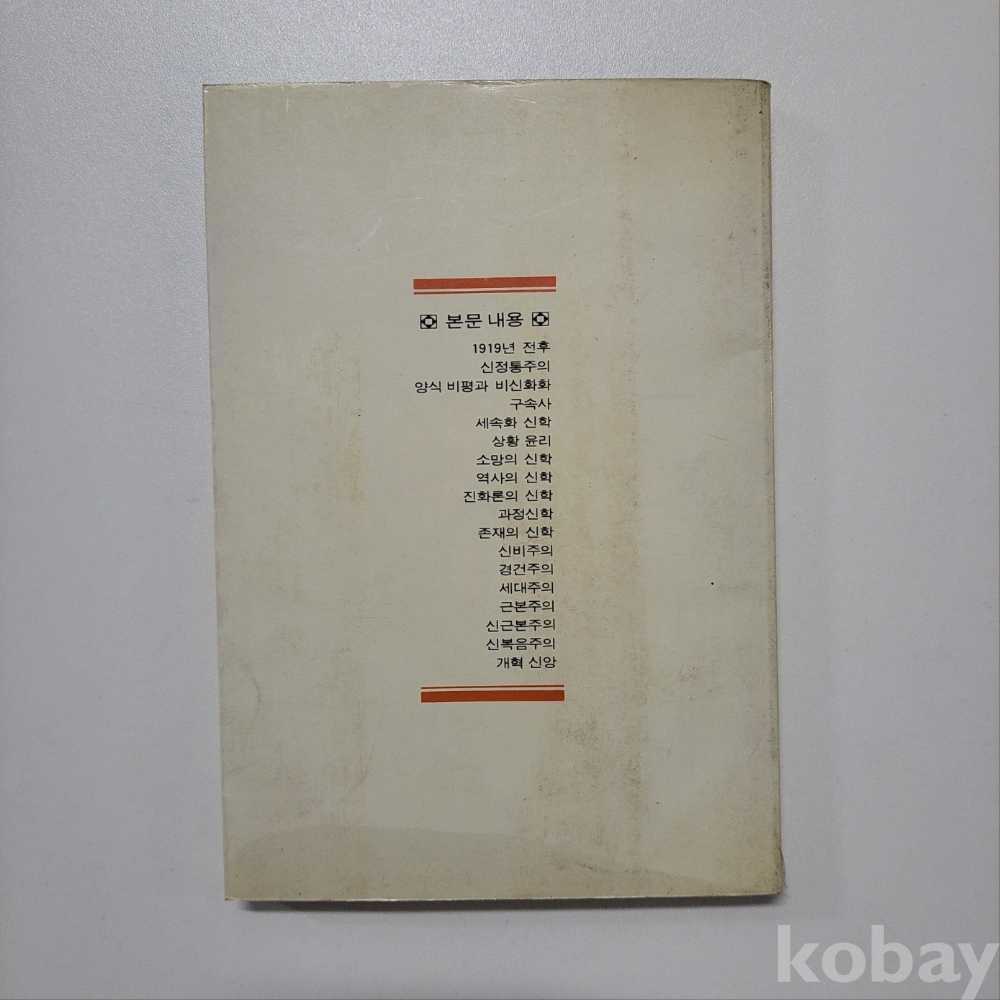 본문 내용
1919년 전후
신정통주의
양식 비평과 비신화화
구속사
세속화 신학
상황 윤리
소망의 신학
역사의 신학
진화론의 신학
과정신학
존재의 신학
신비주의
경건주의
세대주의
근본주의
신근본주의
신복음주의
개혁 신앙
kobay